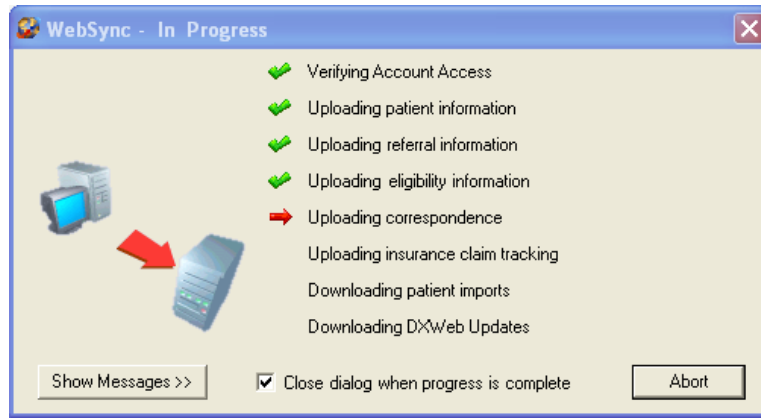 WebSync - In Progress
Verifying Account Access
Uploading patient information
Uploading referral information
Uploading eligibility information
Uploading correspondence
Uploading insurance claim tracking
Downloading patient imports
Downloading DXWeb Updates
Show Messages >>
Close dialog when progress is complete
Abort